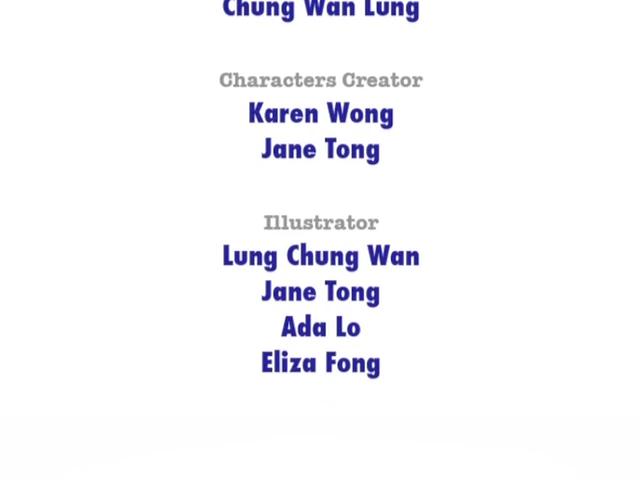 Chung Wan Lung
Characters Creator
Karen Wong
Jane Tong
Illustrator
Lung Chung Wan
Jane Tong
Ada Lo
Eliza Fong